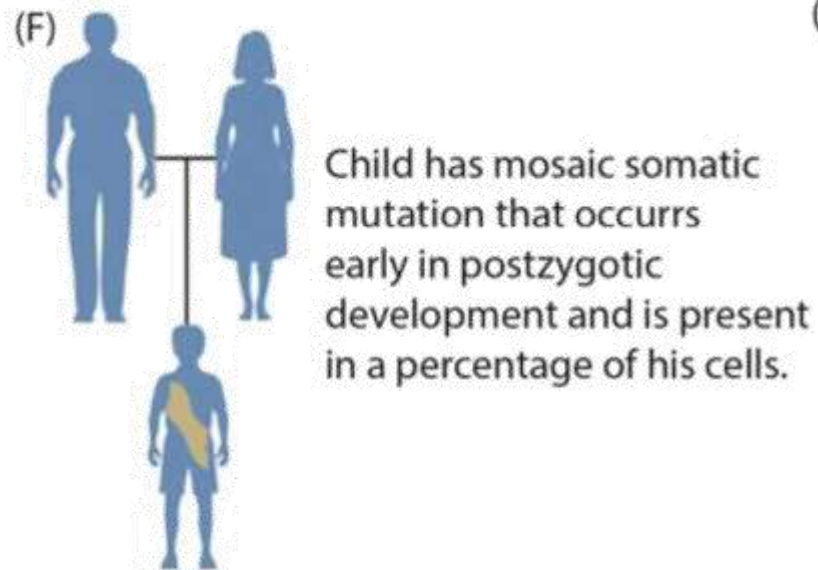 (F)
Child has mosaic somatic
mutation that occurrs
early in postzygotic
development and is present
in a percentage of his cells.